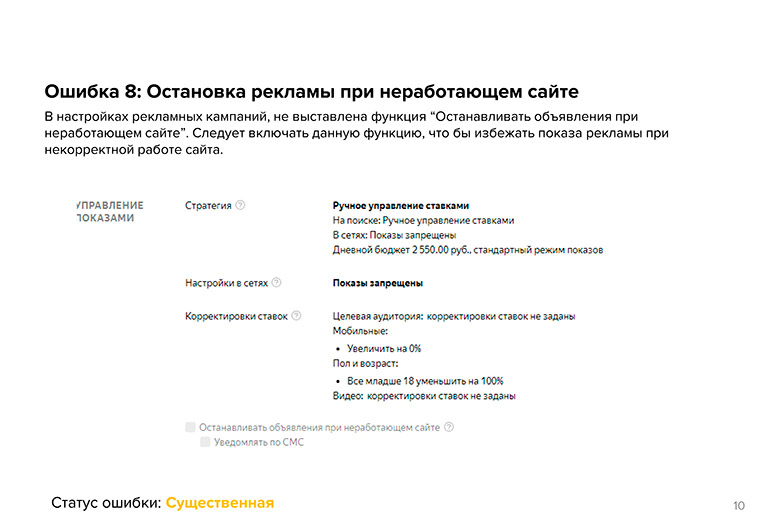 Ошибка 8: Остановка рекламы при неработающем сайте
В настройках рекламных кампаний, не выставлена функция “Останавливать объявления при
неработающем сайте”. Следует включать данную функцию, что бы избежать показа рекламы при
некорректной работе сайта.
УПРАВЛЕНИЕ
ПОКАЗАМИ
Стратегия ?
Ручное управление ставками
На поиске: Ручное управление ставками
В сетях: Показы запрещены
Дневной бюджет 2 550.00 руб., стандартный режим показов
Настройки в сетях ?
Показы запрещены
Корректировки ставок ?
Целевая аудитория: корректировки ставок не заданы
Мобильные:
• Увеличить на 0%
Пол и возраст:
• Все младше 18 уменьшить на 100%
Видео: корректировки ставок не заданы
Останавливать объявления при неработающем сайте ?
Уведомлять по СМС
Статус ошибки: Существенная
10